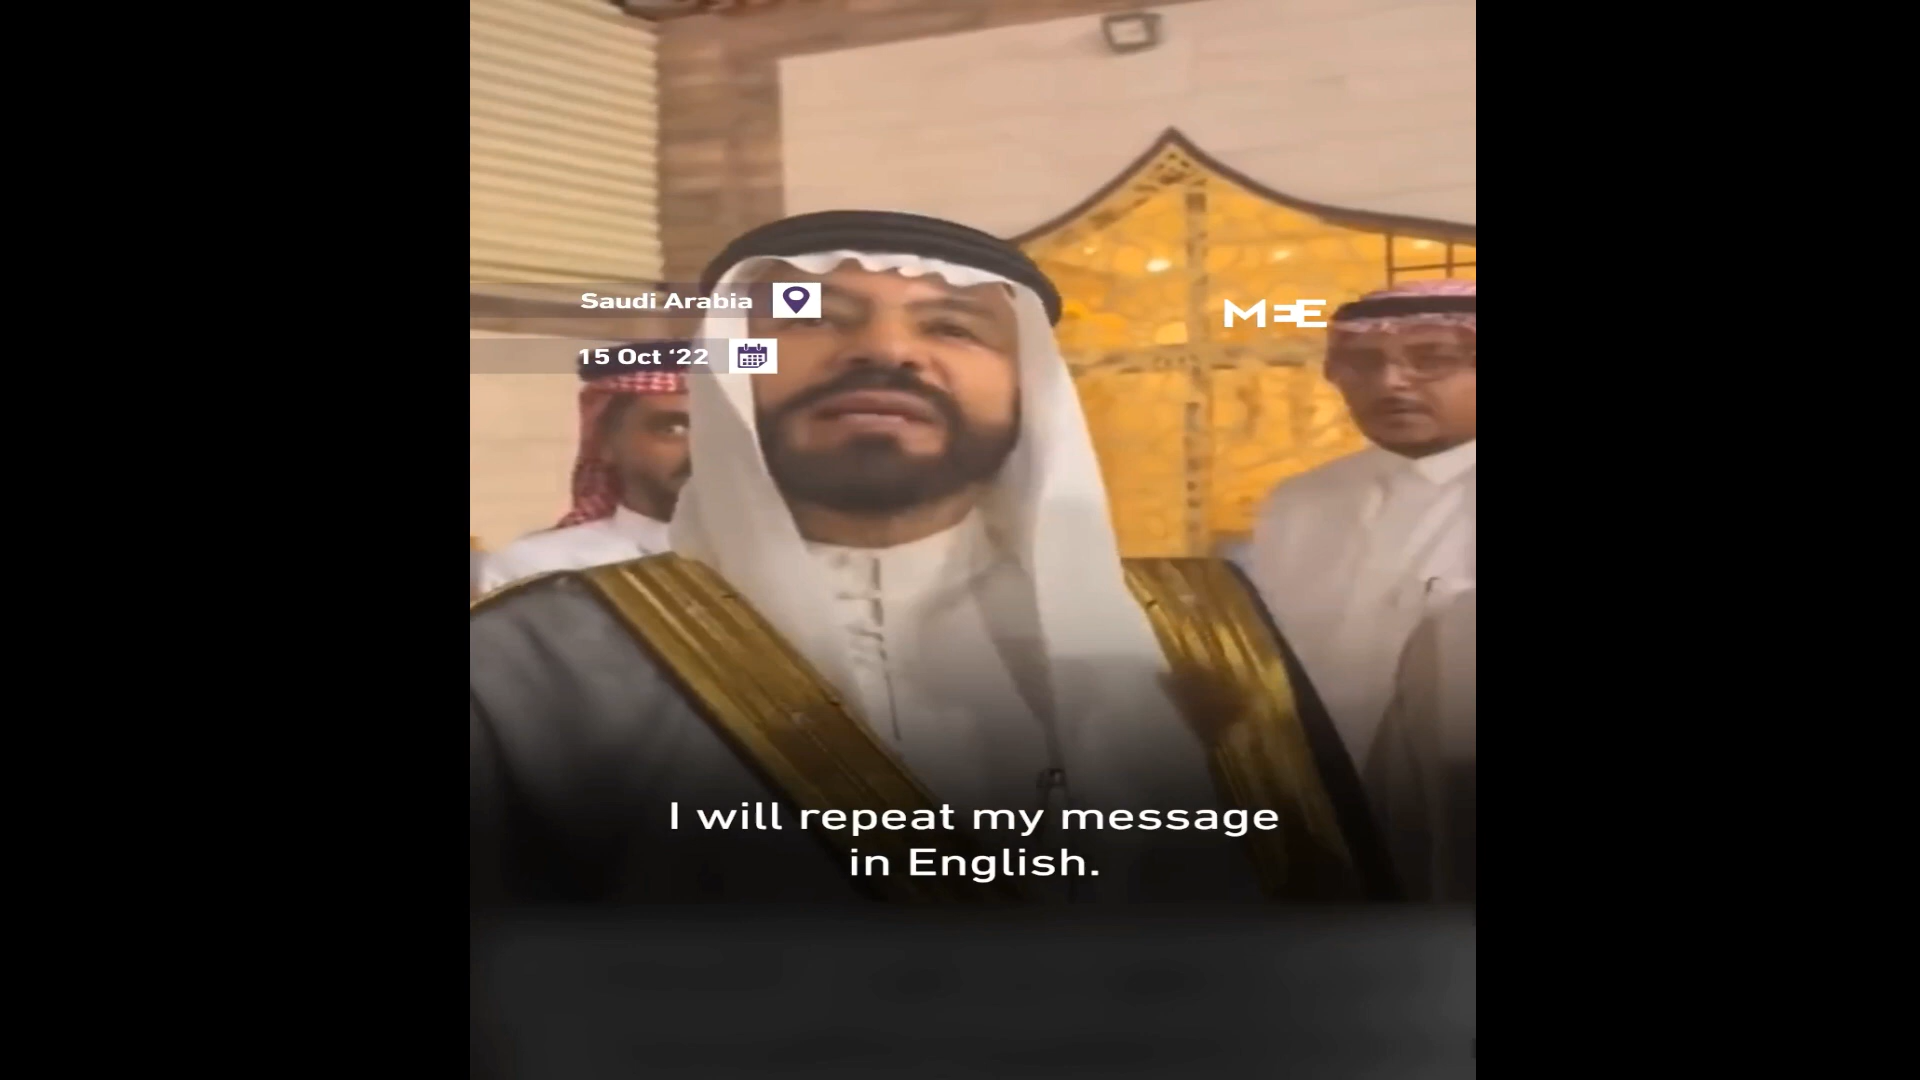 Saudi Arabia
MEE
15 Oct ‘22
I will repeat my message
in English.